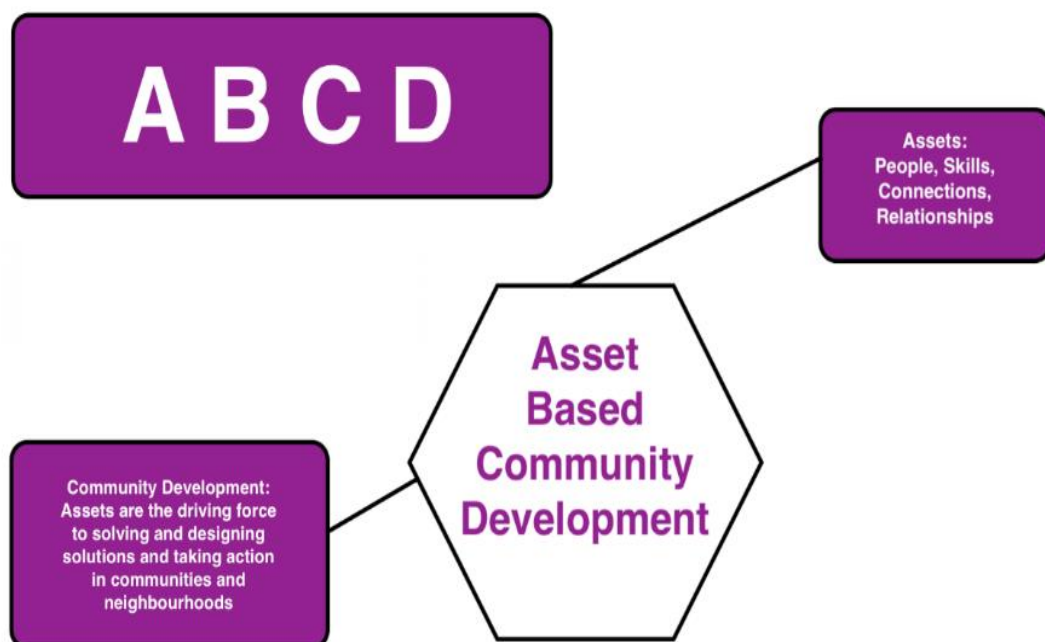 A B C D
Assets:
People, Skills,
Connections,
Relationships
Asset
Based
Community
Development
Community Development:
Assets are the driving force
to solving and designing
solutions and taking action
in communities and
neighbourhoods